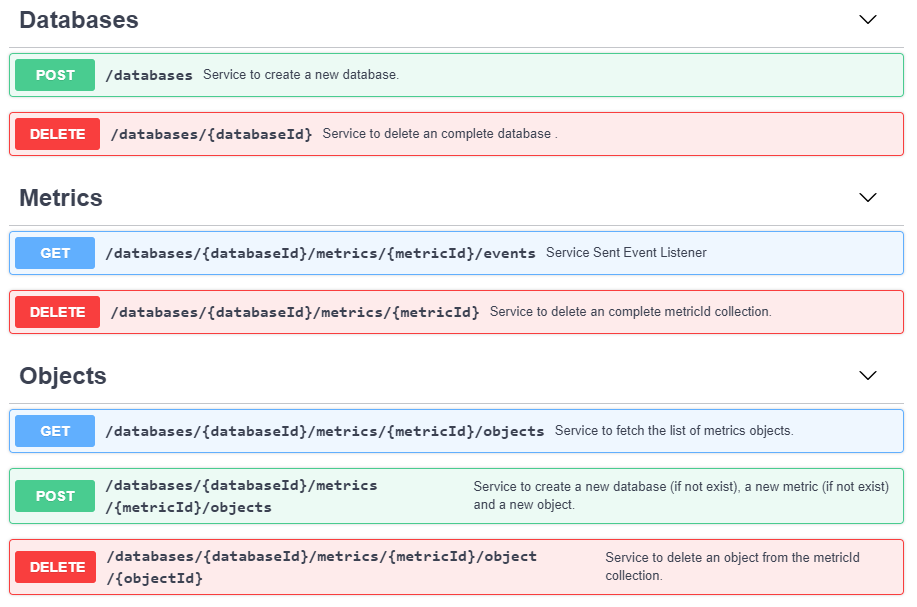 Databases
POST /databases Service to create a new database.
DELETE /databases/{databaseId} Service to delete an complete database .
Metrics
GET /databases/{databaseId}/metrics/{metricId}/events Service Sent Event Listener
DELETE /databases/{databaseId}/metrics/{metricId} Service to delete an complete metricId collection.
Objects
GET /databases/{databaseId}/metrics/{metricId}/objects Service to fetch the list of metrics objects.
POST /databases/{databaseId}/metrics
/{metricId}/objects
Service to create a new database (if not exist), a new metric (if not exist)
and a new object.
DELETE /databases/{databaseId}/metrics/{metricId}/object
/{objectId}
Service to delete an object from the metricId
collection.